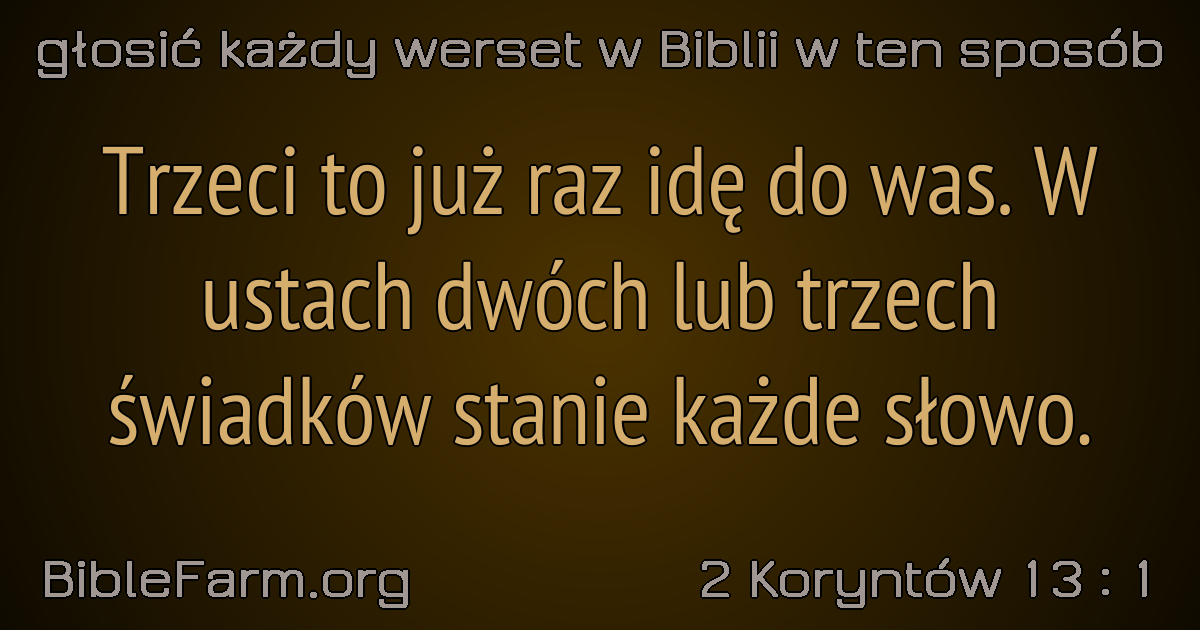 głosić każdy werset w Biblii w ten sposób
Trzeci to już raz idę do was. W
ustach dwóch lub trzech
świadków stanie każde słowo.
BibleFarm.org
2 Koryntów 13 : 1